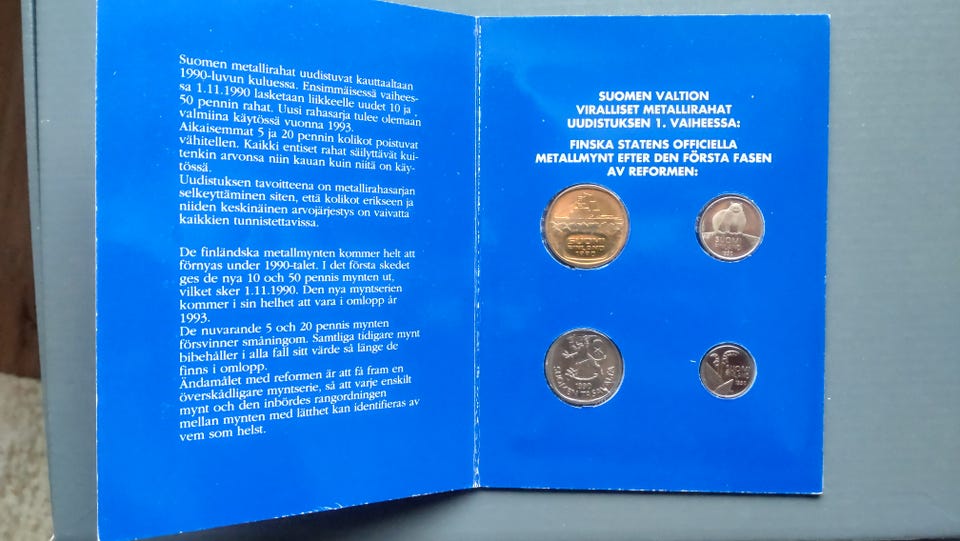 Suomen metallirahat uudistuvat kauttaaltaan
1990-luvun kuluessa. Ensimmäisessä vaihees-
sa 1.11.1990 lasketaan liikkeelle uudet 10 ja
50 pennin rahat. Uusi rahasarja tulee olemaan
valmiina käytössä vuonna 1993.
Aikaisemmat 5 ja 20 pennin kolikot poistuvat
vähitellen. Kaikki entiset rahat säilyttävät kui-
tenkin arvonsa niin kauan kuin niitä on käy-
tössä.
Uudistuksen tavoitteena on metallirahasarjan
selkeyttäminen siten, että kolikot erikseen ja
niiden keskinäinen arvojärjestys on vaivatta
kaikkien tunnistettavissa.
De finländska metallmynten kommer helt att
förnyas under 1990-talet. I det första skedet
ges de nya 10 och 50 pennis mynten ut,
vilket sker 1.11.1990. Den nya myntserien
kommer i sin helhet att vara i omlopp år
1993.
De nuvarande 5 och 20 pennis mynten
försvinner småningom. Samtliga tidigare mynt
bibehåller i alla fall sitt värde så länge de
finns i omlopp.
Ändamålet med reformen är att få fram en
överskådligare myntserie, så att varje enskilt
mynt och den inbördes rangordningen
mellan mynten med lätthet kan identifieras av
vem som helst.
SUOMEN VALTION
VIRALLISET METALLIRAHAT
UUDISTUKSEN 1. VAIHEESSA:
FINSKA STATENS OFFICIELLA
METALLMYNT EFTER DEN FÖRSTA FASEN
AV REFORMEN:
SUOMI
FINLAND
1990
SUOMI
1990
SUOMEN TASAVALTA
SUOMI
1990